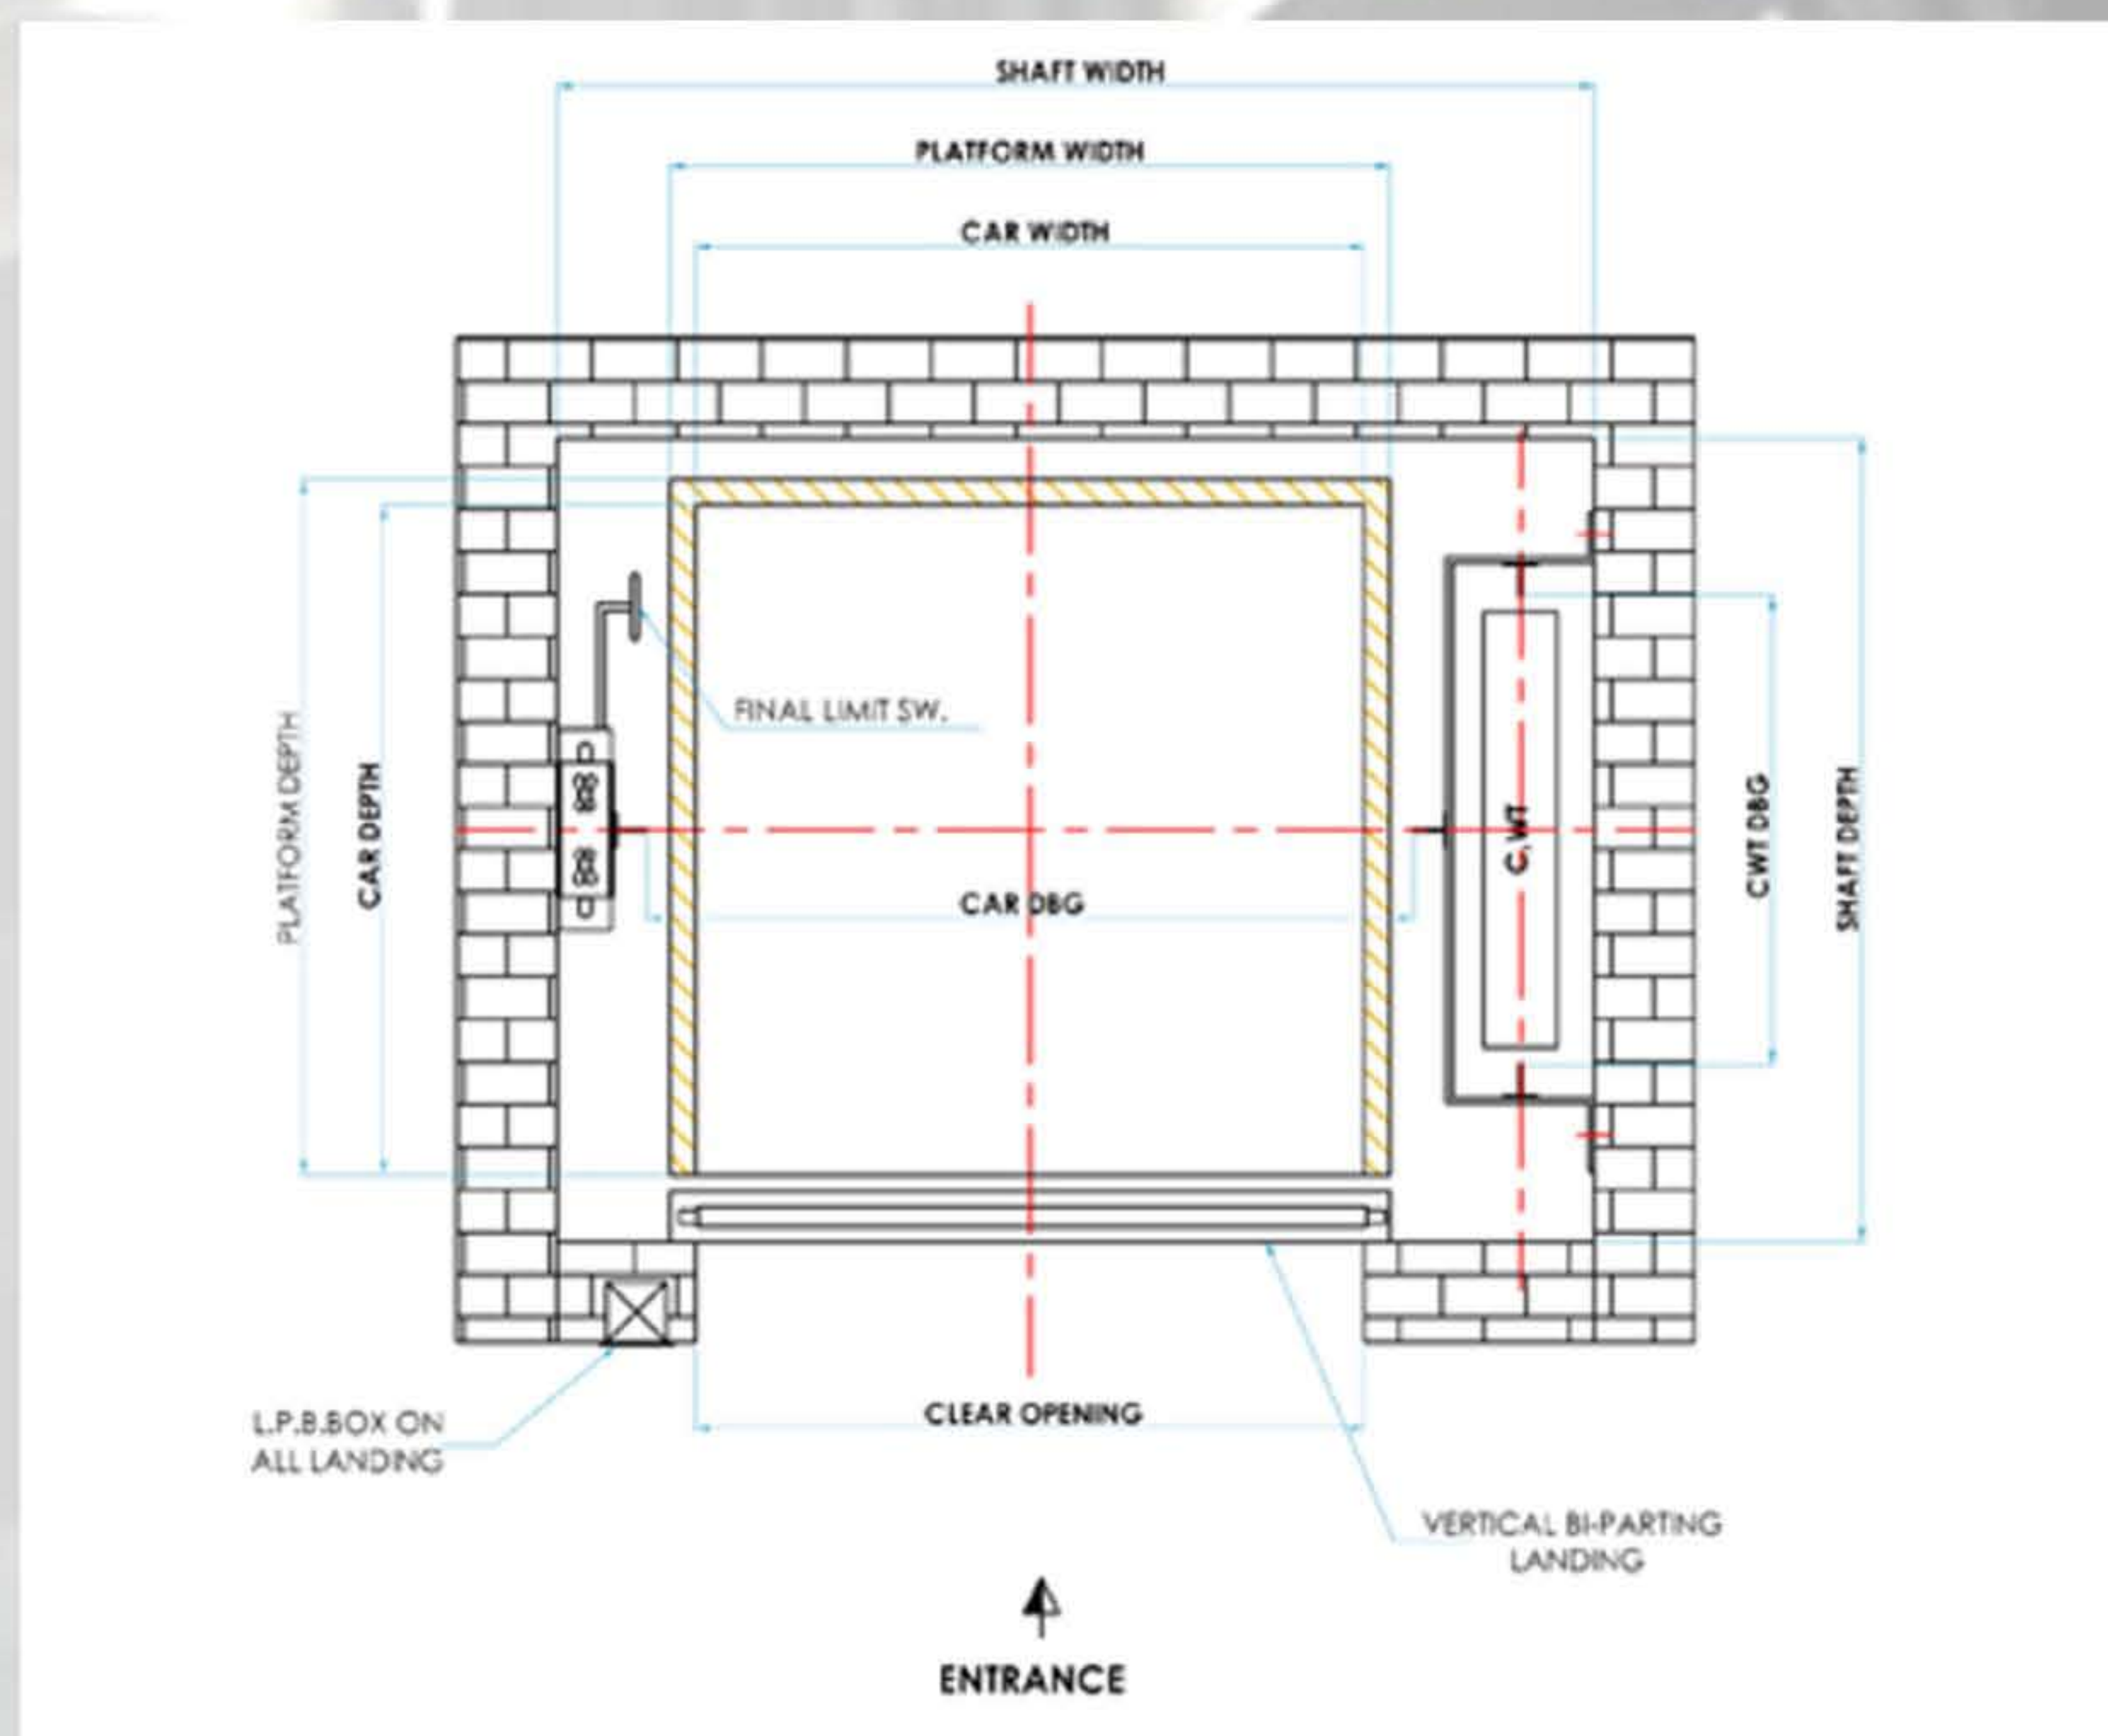 SHAFT WIDTH
PLATFORM WIDTH
CAR WIDTH
FINAL LIMIT SW.
PLATFORM DEPTH
CAR DEPTH
CAR DBG
C,WT
CWT DBG
SHAFT DEPTH
CLEAR OPENING
L.P.B.BOX ON
ALL LANDING
VERTICAL BI-PARTING
LANDING
ENTRANCE